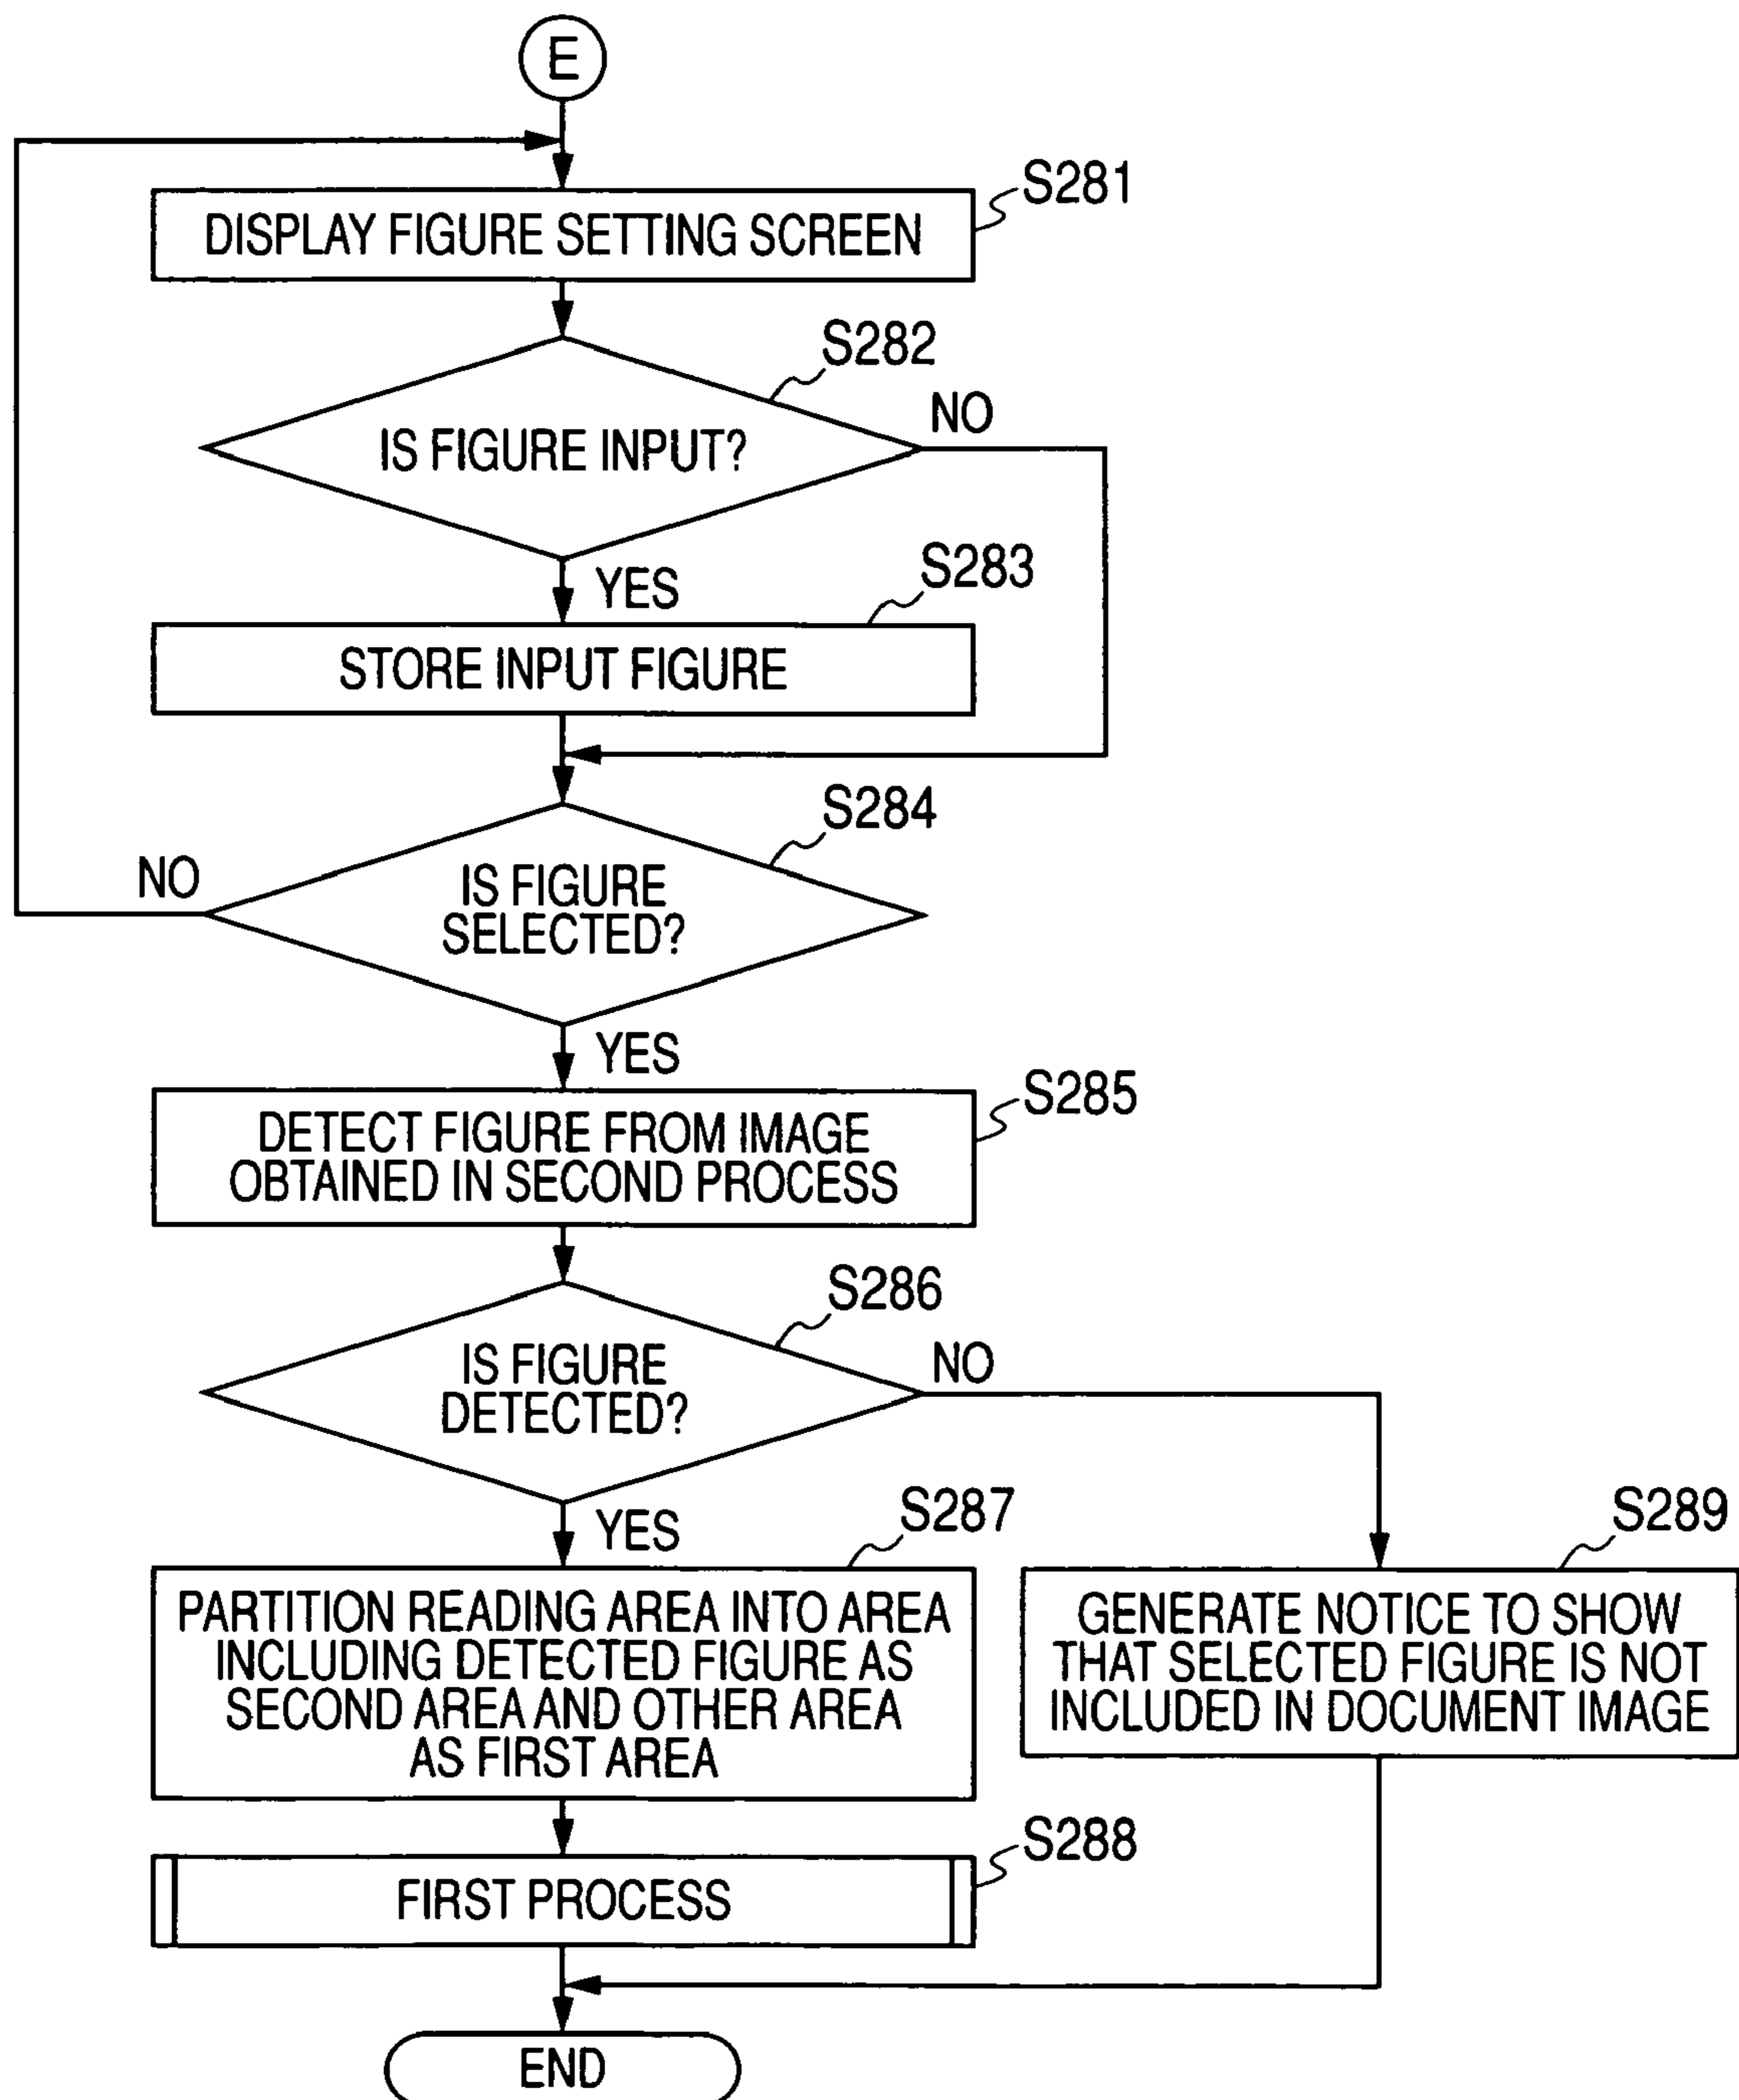 E
S281
DISPLAY FIGURE SETTING SCREEN
S282
IS FIGURE INPUT?
NO
YES
S283
STORE INPUT FIGURE
S284
NO
IS FIGURE
SELECTED?
YES
S285
DETECT FIGURE FROM IMAGE
OBTAINED IN SECOND PROCESS
S286
IS FIGURE
DETECTED?
NO
YES
S287
PARTITION READING AREA INTO AREA
INCLUDING DETECTED FIGURE AS
SECOND AREA AND OTHER AREA
AS FIRST AREA
S289
GENERATE NOTICE TO SHOW
THAT SELECTED FIGURE IS NOT
INCLUDED IN DOCUMENT IMAGE
S288
FIRST PROCESS
END